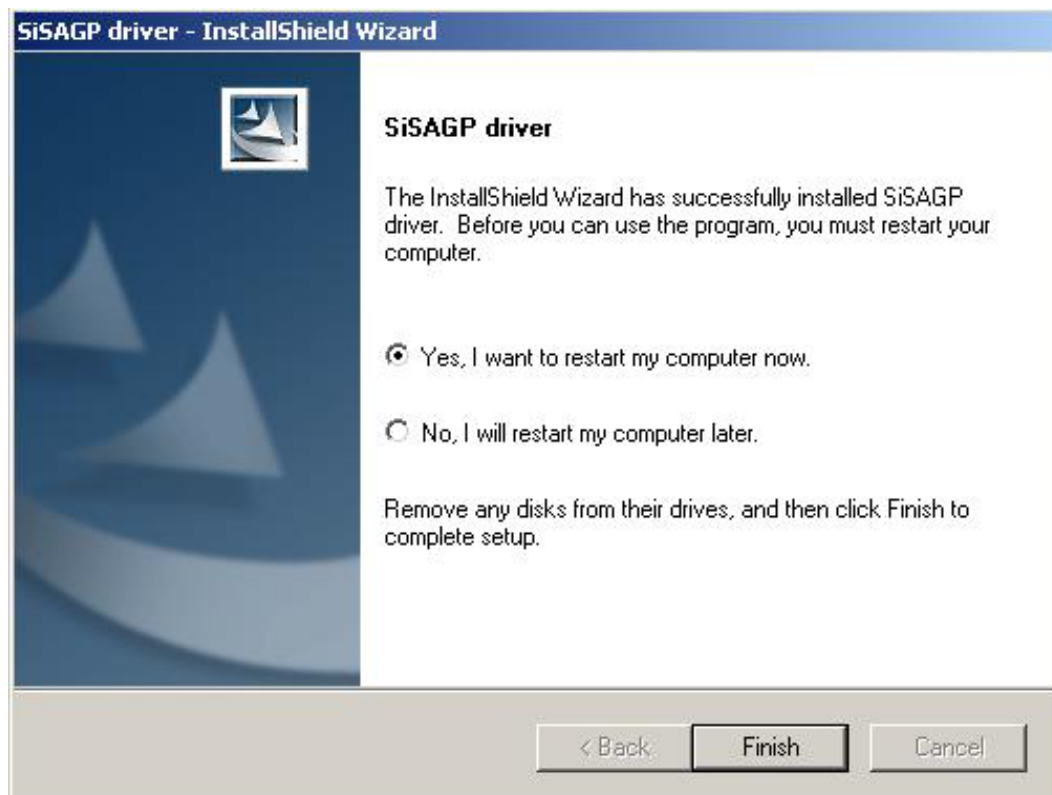 SiSAGP driver - InstallShield Wizard
SiSAGP driver
The InstallShield Wizard has successfully installed SiSAGP
driver.  Before you can use the program, you must restart your
computer.
Yes, I want to restart my computer now.
No, I will restart my computer later.
Remove any disks from their drives, and then click Finish to
complete setup.
< Back
Finish
Cancel